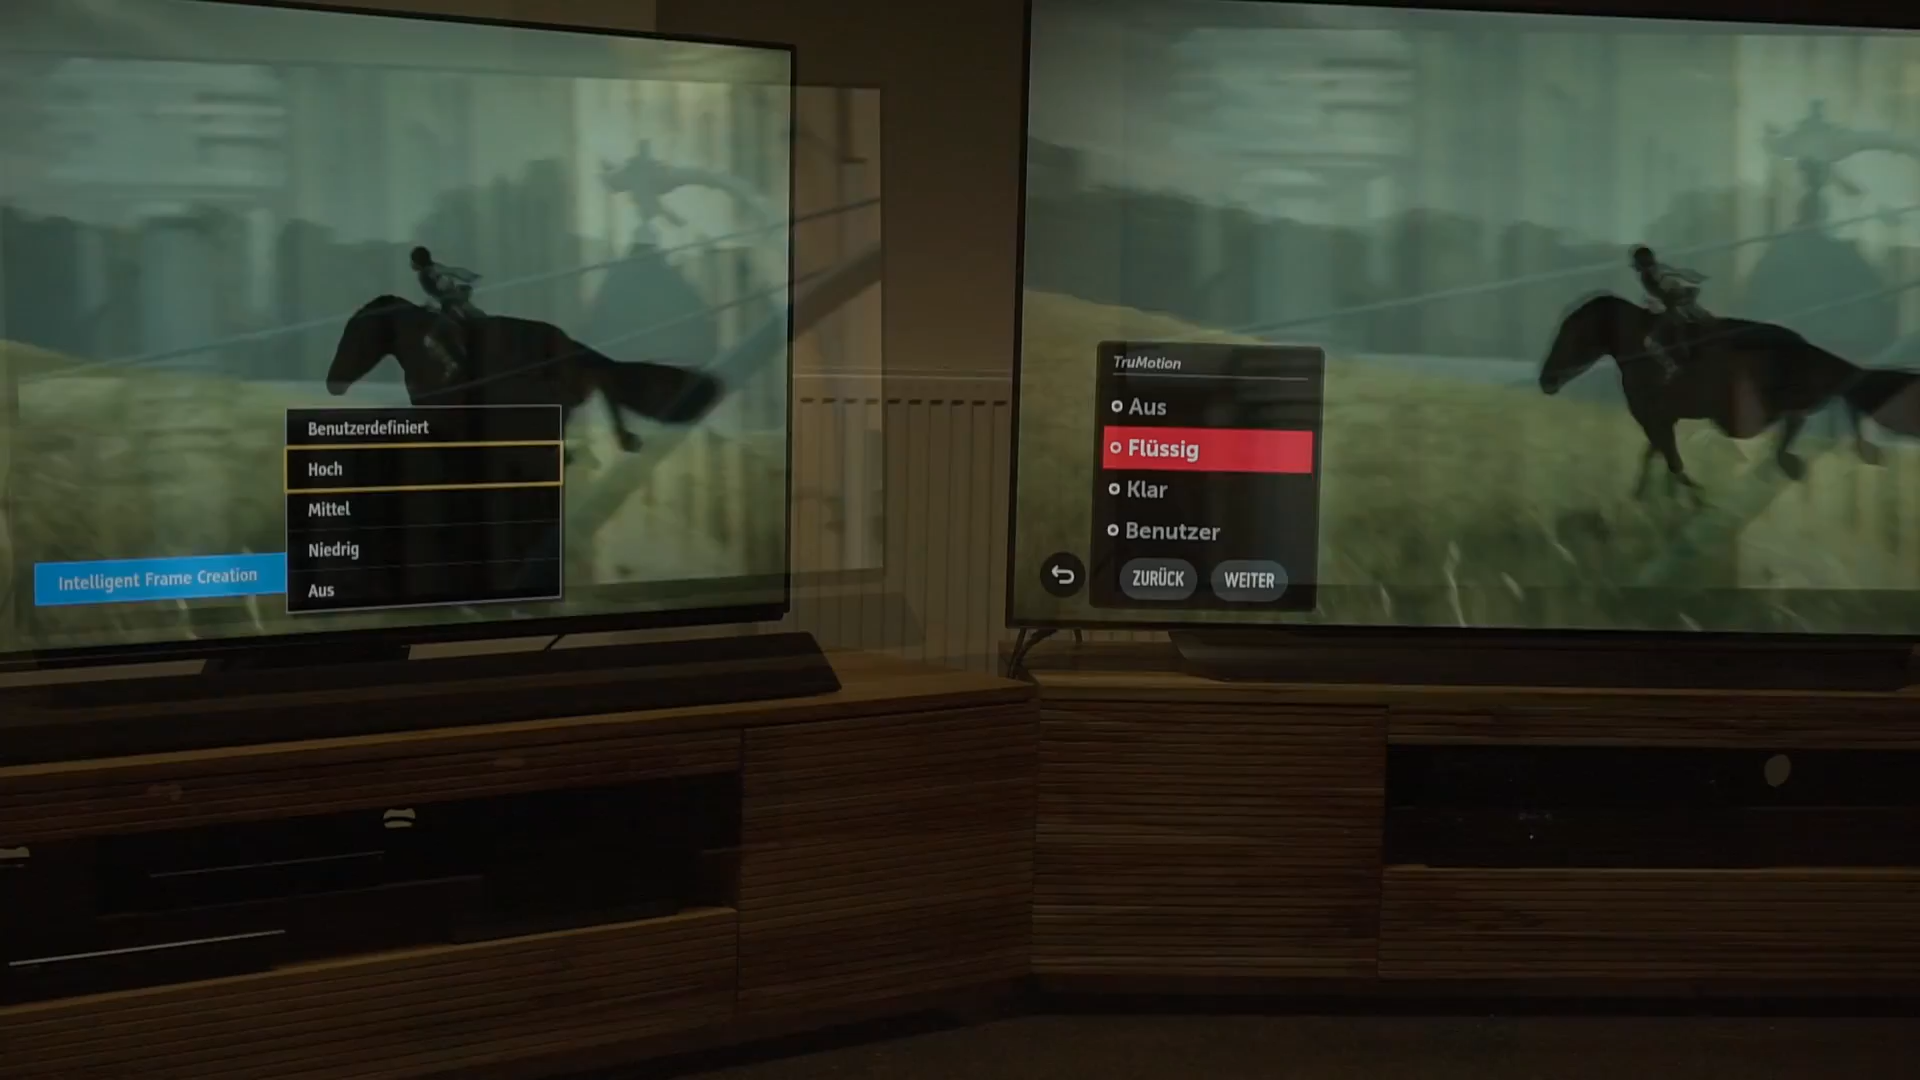 Benutzerdefiniert
Hoch
Mittel
Niedrig
Aus
Intelligent Frame Creation
TruMotion
Aus
Flüssig
Klar
Benutzer
ZURÜCK
WEITER